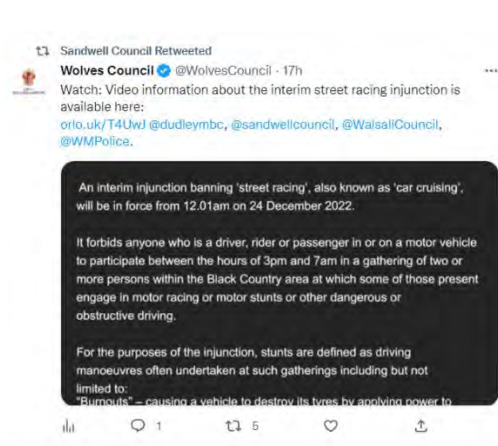 Sandwell Council Retweeted
Wolves Council @WolvesCouncil · 17h
Watch: Video information about the interim street racing injunction is
available here:
orlo.uk/T4UwJ @dudleymbc, @sandwellcouncil, @WalsallCouncil,
@WMPolice.
An interim injunction banning 'street racing', also known as 'car cruising',
will be in force from 12.01am on 24 December 2022.
It forbids anyone who is a driver, rider or passenger in or on a motor vehicle
to participate between the hours of 3pm and 7am in a gathering of two or
more persons within the Black Country area at which some of those present
engage in motor racing or motor stunts or other dangerous or
obstructive driving.
For the purposes of the injunction, stunts are defined as driving
manoeuvres often undertaken at such gatherings including but not
limited to:
"Burnouts" – causing a vehicle to destroy its tyres by applying power to
1 5